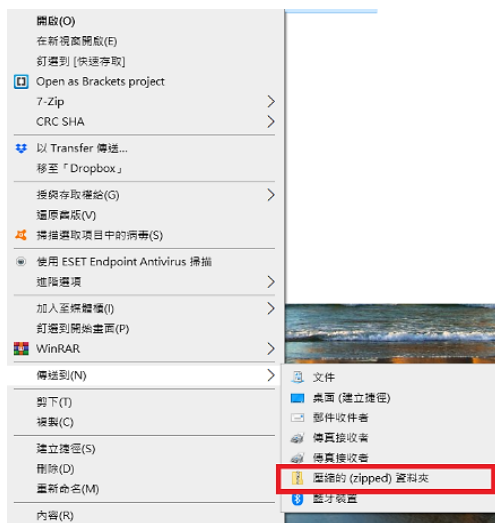 開啟(O)
在新視窗開啟(E)
釘選到 [快速存取]
Open as Brackets project
7-Zip
CRC SHA
以 Transfer 傳送...
移至「Dropbox」
授與存取權給(G)
還原舊版(V)
掃描選取項目中的病毒(S)
使用 ESET Endpoint Antivirus 掃描
進階選項
加入至媒體櫃(I)
釘選到開始畫面(P)
WinRAR
傳送到(N)
剪下(T)
複製(C)
建立捷徑(S)
刪除(D)
重新命名(M)
內容(R)
文件
桌面 (建立捷徑)
郵件收件者
傳真接收者
傳真接收者
壓縮的 (zipped) 資料夾
藍牙裝置